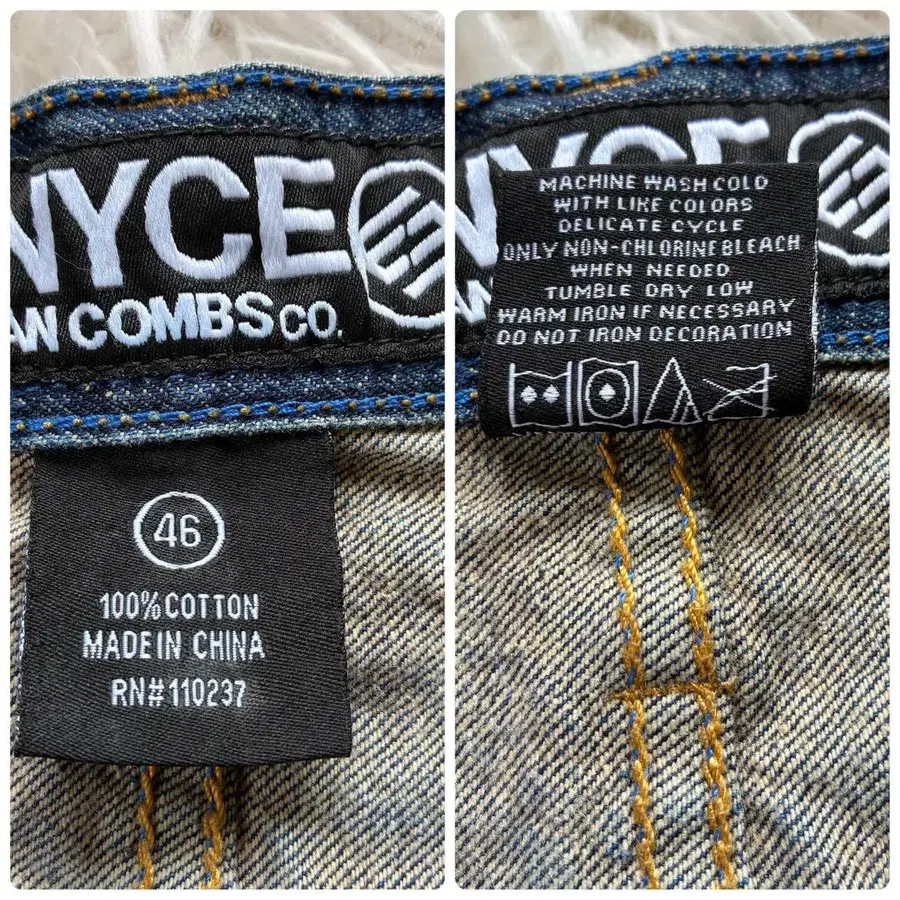 NYCE
AN COMBS CO.
46
100% COTTON
MADE IN CHINA
RN#110237
MACHINE WASH COLD
WITH LIKE COLORS
DELICATE CYCLE
ONLY NON-CHLORINE BLEACH
WHEN NEEDED
TUMBLE DRY LOW
WARM IRON IF NECESSARY
DO NOT IRON DECORATION